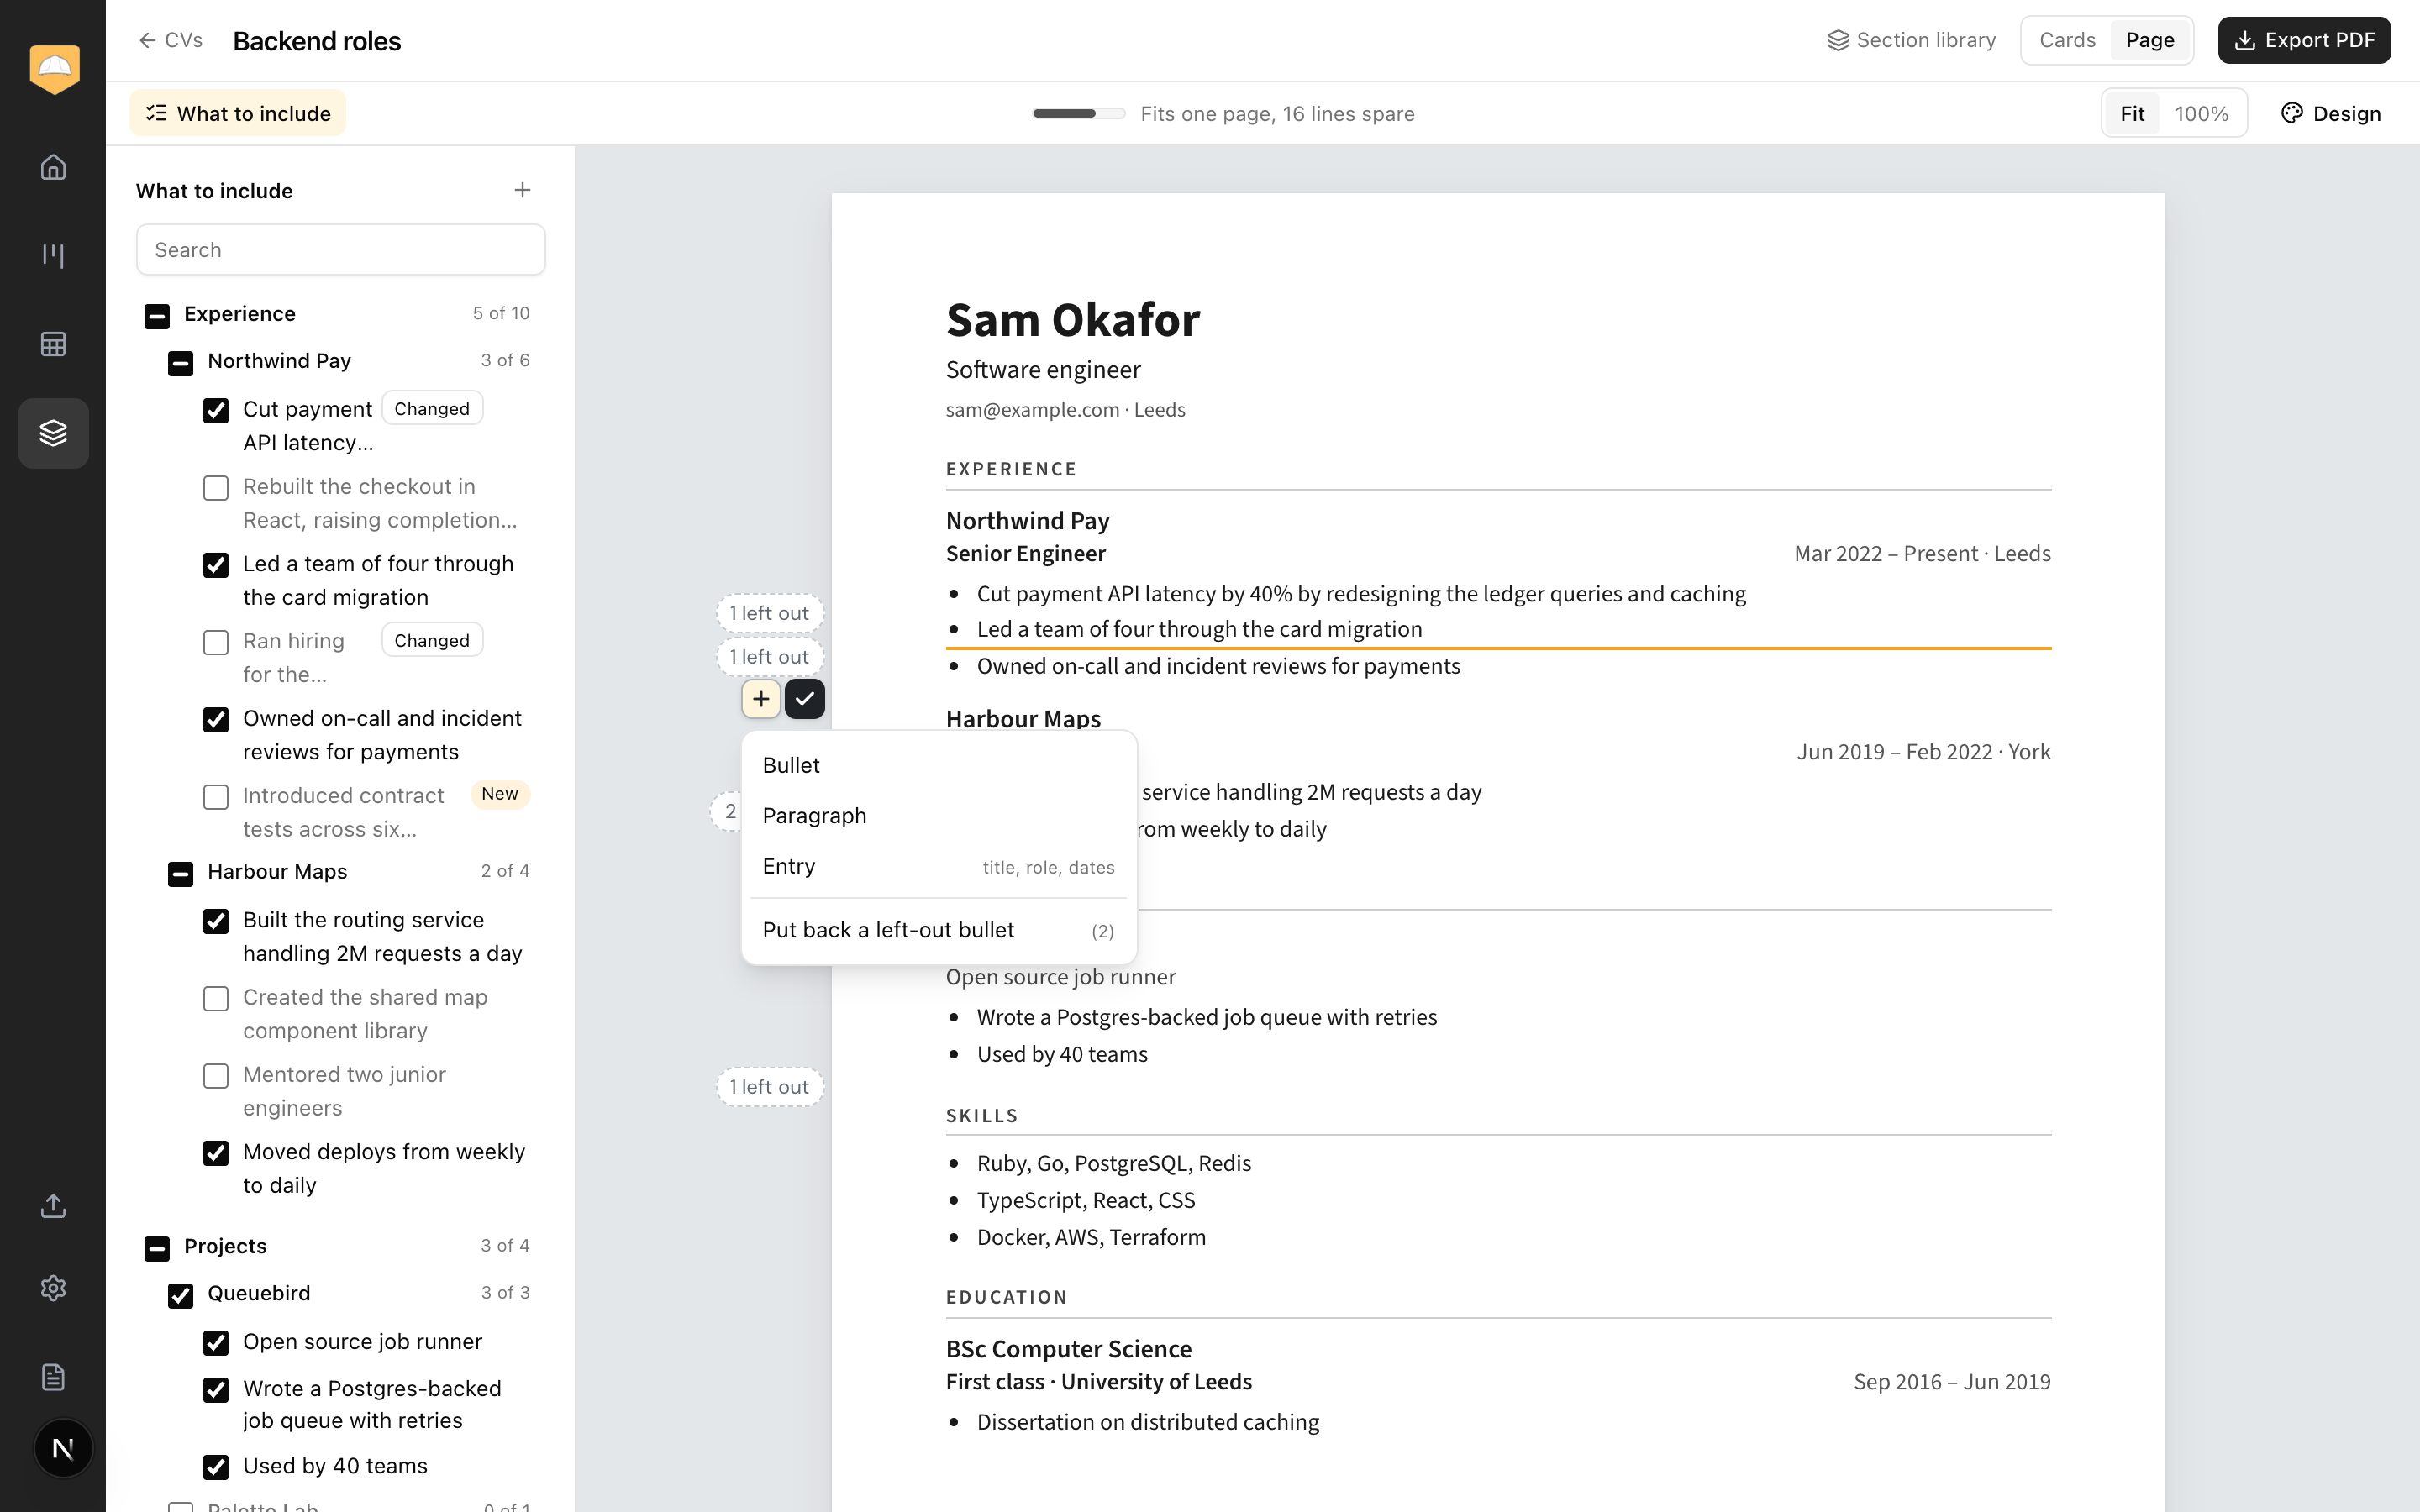 CVs
Backend roles
Section library
Cards
Page
Export PDF
What to include
Fits one page, 16 lines spare
Fit
100%
Design
What to include
Search
Experience 5 of 10
Northwind Pay 3 of 6
Cut payment Changed
API latency...
Rebuilt the checkout in
React, raising completion...
Led a team of four through
the card migration
Ran hiring Changed
for the...
Owned on-call and incident
reviews for payments
Introduced contract New
tests across six...
Harbour Maps 2 of 4
Built the routing service
handling 2M requests a day
Created the shared map
component library
Mentored two junior
engineers
Moved deploys from weekly
to daily
Projects 3 of 4
Queuebird 3 of 3
Open source job runner
Wrote a Postgres-backed
job queue with retries
Used by 40 teams
Palette Lab 0 of 1
N
1 left out
1 left out
2
1 left out
Bullet
Paragraph
Entry title, role, dates
Put back a left-out bullet (2)
Sam Okafor
Software engineer
sam@example.com · Leeds
EXPERIENCE
Northwind Pay
Senior Engineer Mar 2022 – Present · Leeds
• Cut payment API latency by 40% by redesigning the ledger queries and caching
• Led a team of four through the card migration
• Owned on-call and incident reviews for payments
Harbour Maps
Jun 2019 – Feb 2022 · York
service handling 2M requests a day
rom weekly to daily
Open source job runner
• Wrote a Postgres-backed job queue with retries
• Used by 40 teams
SKILLS
• Ruby, Go, PostgreSQL, Redis
• TypeScript, React, CSS
• Docker, AWS, Terraform
EDUCATION
BSc Computer Science
First class · University of Leeds Sep 2016 – Jun 2019
• Dissertation on distributed caching